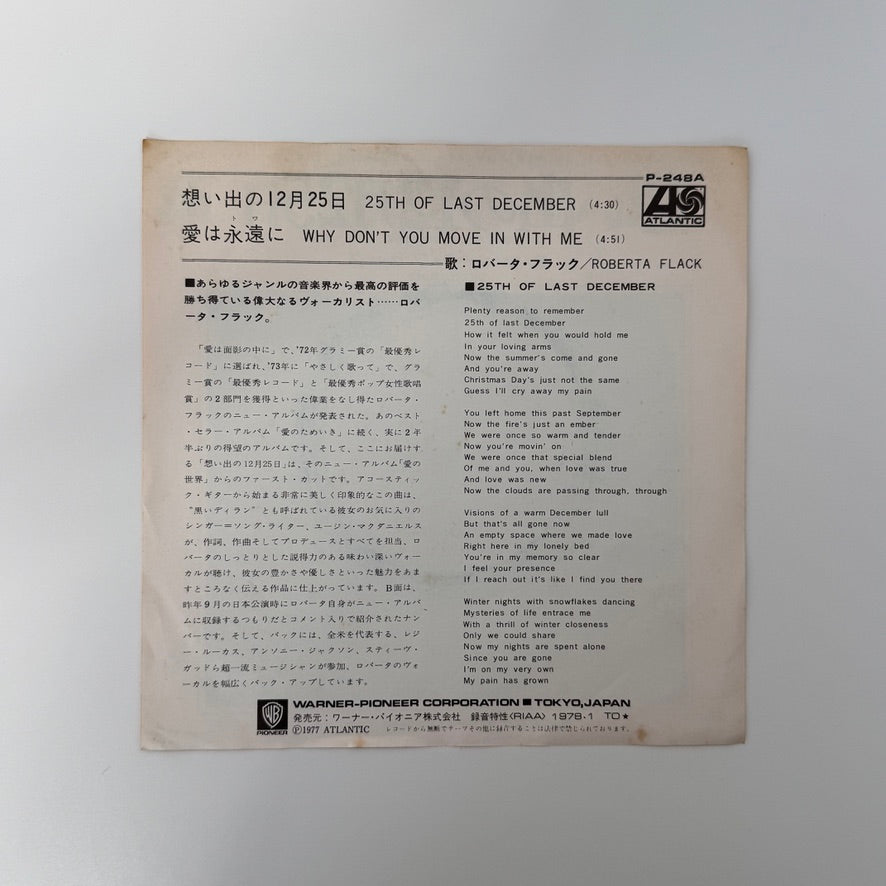 P-248A
想い出の12月25日 25TH OF LAST DECEMBER (4:30)
ATLANTIC
トワ
愛は永遠に WHY DON'T YOU MOVE IN WITH ME (4:51)
歌：ロバータ・フラック／ROBERTA FLACK
■あらゆるジャンルの音楽界から最高の評価を
勝ち得ている偉大なるヴォーカリスト……ロバ
ータ・フラック。
「愛は面影の中に」で、'72年グラミー賞の「最優秀レ
コード」に選ばれ、'73年に「やさしく歌って」で、グラ
ミー賞の「最優秀レコード」と「最優秀ポップ女性歌唱
賞」の2部門を獲得といった偉業をなし得たロバータ・
フラックのニュー・アルバムが発表された。あのベスト
・セラー・アルバム「愛のためいき」に続く、実に2年
半ぶりの待望のアルバムです。そして、ここにお届けす
る「想い出の12月25日」は、そのニュー・アルバム「愛の
世界」からのファースト・カットです。アコースティッ
ク・ギターから始まる非常に美しく印象的なこの曲は、
"黒いディラン"とも呼ばれている彼女のお気に入りの
シンガー＝ソング・ライター、ユージン・マクダニエルス
が、作詞、作曲そしてプロデュースとすべてを担当、ロ
バータのしっとりとした説得力のある味わい深いヴォー
カルが聴け、彼女の豊かさや優しさといった魅力をあま
すところなく伝える作品に仕上がっています。B面は、
昨年9月の日本公演時にロバータ自身がニュー・アルバ
ムに収録するつもりだとコメント入りで紹介されたナン
バーです。そして、バックには、全米を代表する、レジ
ー・ルーカス、アンソニー・ジャクソン、スティーヴ・
ガッドら超一流ミュージシャンが参加、ロバータのヴォ
ーカルを幅広くバック・アップしています。
■25TH OF LAST DECEMBER
Plenty reason to remember
25th of last December
How it felt when you would hold me
In your loving arms
Now the summer's come and gone
And you're away
Christmas Day's just not the same
Guess I'll cry away my pain
You left home this past September
Now the fire's just an ember
We were once so warm and tender
Now you're movin' on
We were once that special blend
Of me and you, when love was true
And love was new
Now the clouds are passing through, through
Visions of a warm December lull
But that's all gone now
An empty space where we made love
Right here in my lonely bed
You're in my memory so clear
I feel your presence
If I reach out it's like I find you there
Winter nights with snowflakes dancing
Mysteries of life entrace me
With a thrill of winter closeness
Only we could share
Now my nights are spent alone
Since you are gone
I'm on my very own
My pain has grown
WB
PIONEER
WARNER-PIONEER CORPORATION ■ TOKYO, JAPAN
発売元：ワーナー・パイオニア株式会社 録音特性〈RIAA〉1978・1 TO★
Ⓟ1977 ATLANTIC レコードから無断でテープその他に録音することは法律で禁じられております。